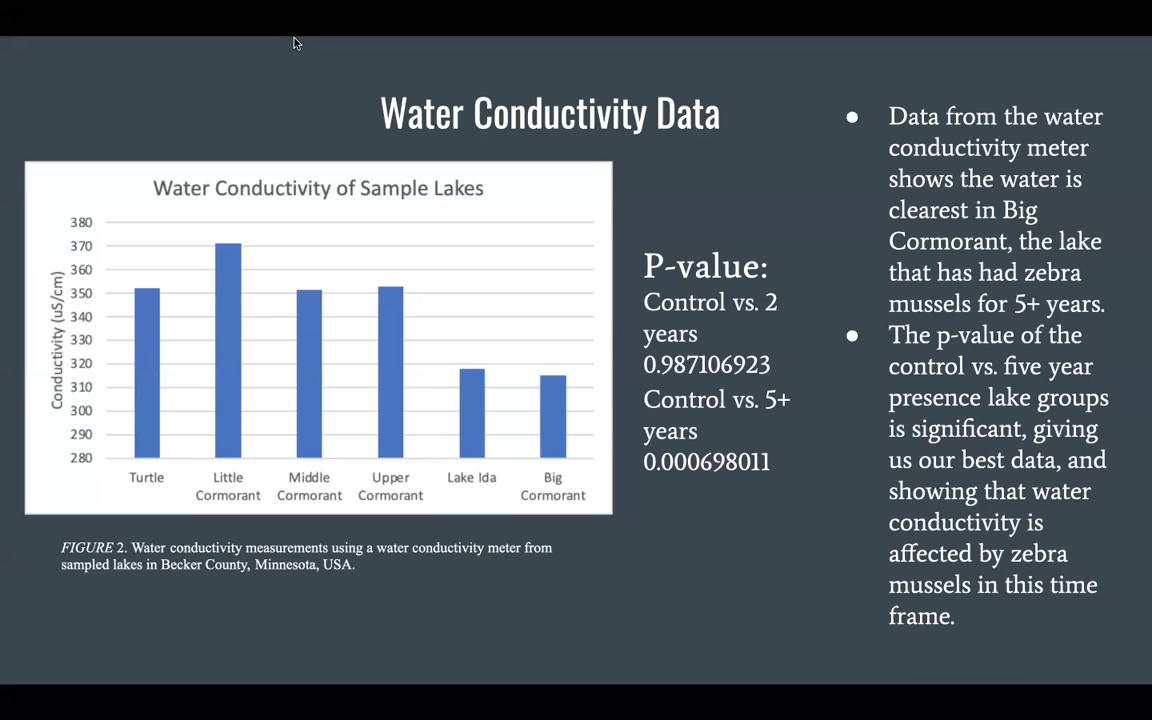 Water Conductivity Data
Water Conductivity of Sample Lakes
Conductivity (uS/cm)
380
370
360
350
340
330
320
310
300
290
280
Turtle
Little
Cormorant
Middle
Cormorant
Upper
Cormorant
Lake Ida
Big
Cormorant
FIGURE 2. Water conductivity measurements using a water conductivity meter from
sampled lakes in Becker County, Minnesota, USA.
P-value:
Control vs. 2
years
0.987106923
Control vs. 5+
years
0.000698011
● Data from the water
conductivity meter
shows the water is
clearest in Big
Cormorant, the lake
that has had zebra
mussels for 5+ years.
● The p-value of the
control vs. five year
presence lake groups
is significant, giving
us our best data, and
showing that water
conductivity is
affected by zebra
mussels in this time
frame.